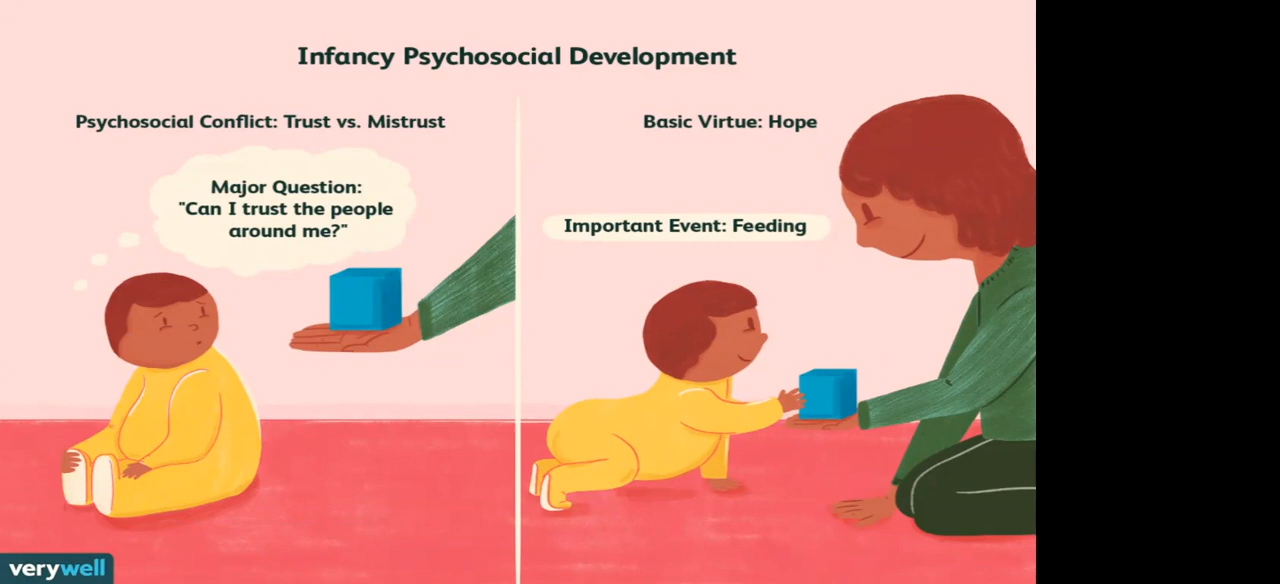 Infancy Psychosocial Development
Psychosocial Conflict: Trust vs. Mistrust
Major Question:
"Can I trust the people
around me?"
Basic Virtue: Hope
Important Event: Feeding
verywell